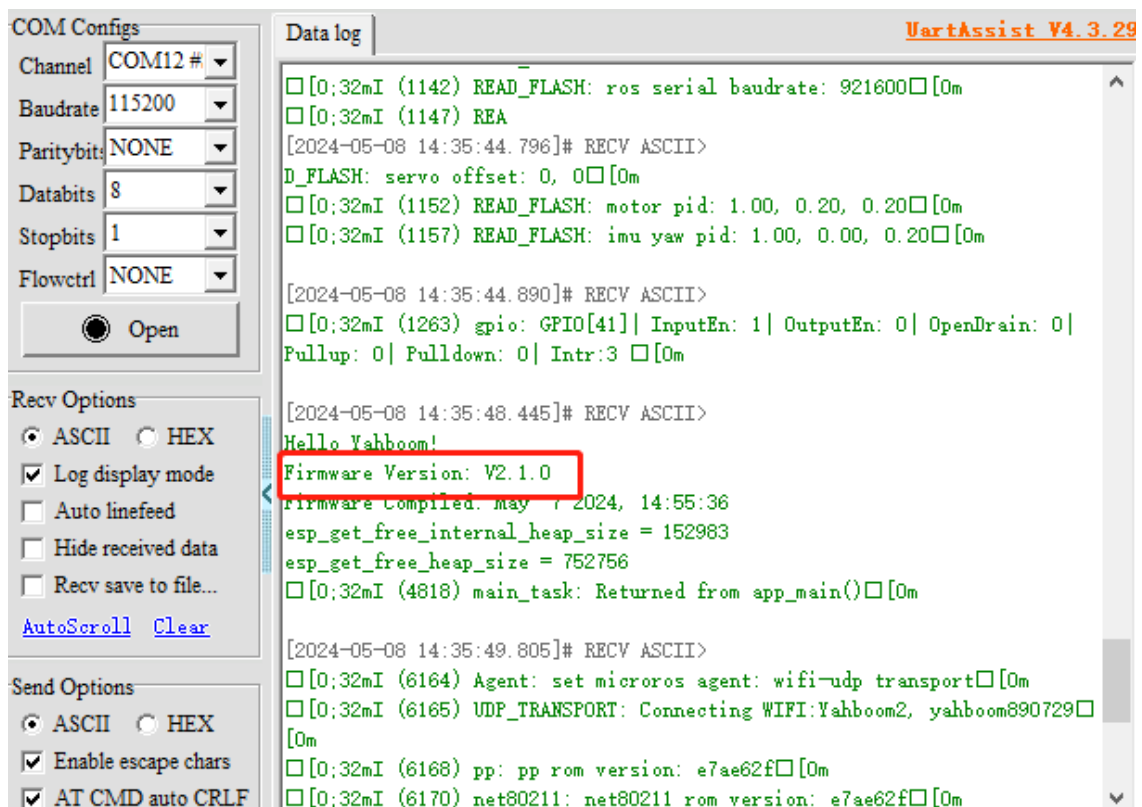 COM Configs
Channel COM12 #
Baudrate 115200
Paritybits NONE
Databits 8
Stopbits 1
Flowctrl NONE
Open
Recv Options
ASCII HEX
Log display mode
Auto linefeed
Hide received data
Recv save to file...
AutoScroll Clear
Send Options
ASCII HEX
Enable escape chars
AT CMD auto CRLF
Data log
UartAssist V4.3.29
□[0;32mI (1142) READ_FLASH: ros serial baudrate: 921600□[0m
□[0;32mI (1147) REA
[2024-05-08 14:35:44.796]# RECV ASCII>
D_FLASH: servo offset: 0, 0□[0m
□[0;32mI (1152) READ_FLASH: motor pid: 1.00, 0.20, 0.20□[0m
□[0;32mI (1157) READ_FLASH: imu yaw pid: 1.00, 0.00, 0.20□[0m
[2024-05-08 14:35:44.890]# RECV ASCII>
□[0;32mI (1263) gpio: GPIO[41]| InputEn: 1| OutputEn: 0| OpenDrain: 0|
Pullup: 0| Pulldown: 0| Intr:3 □[0m
[2024-05-08 14:35:48.445]# RECV ASCII>
Hello Yahboom!
Firmware Version: V2.1.0
Firmware Compiled: May 7 2024, 14:55:36
esp_get_free_internal_heap_size = 152983
esp_get_free_heap_size = 752756
□[0;32mI (4818) main_task: Returned from app_main()□[0m
[2024-05-08 14:35:49.805]# RECV ASCII>
□[0;32mI (6164) Agent: set microros agent: wifi-udp transport□[0m
□[0;32mI (6165) UDP_TRANSPORT: Connecting WIFI:Yahboom2, yahboom890729□
[0m
□[0;32mI (6168) pp: pp rom version: e7ae62f□[0m
□[0;32mI (6170) net80211: net80211 rom version: e7ae62f□[0m